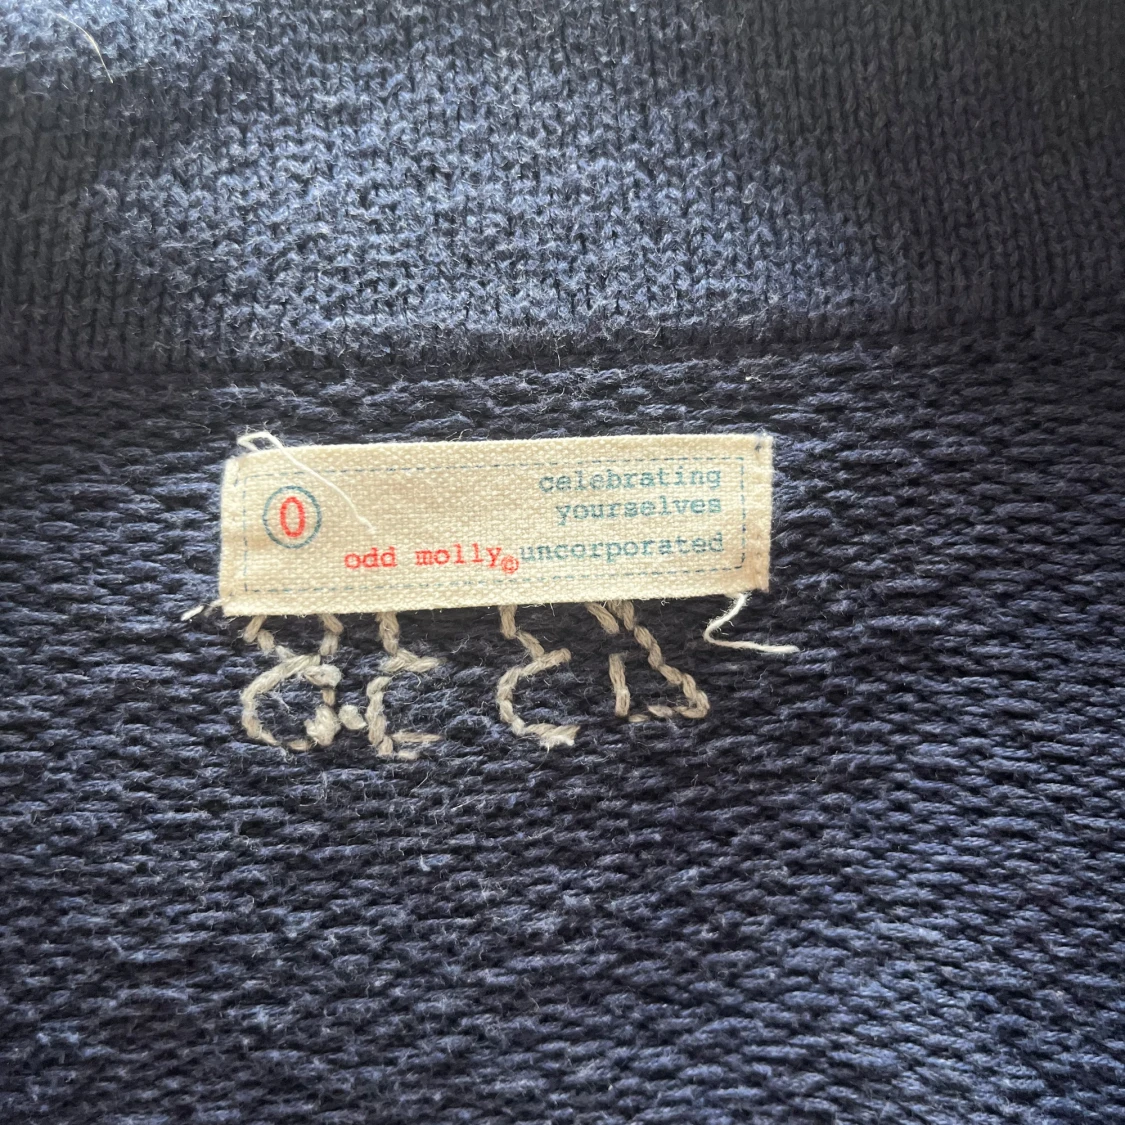 0
celebrating
yourselves
odd molly© uncorporated